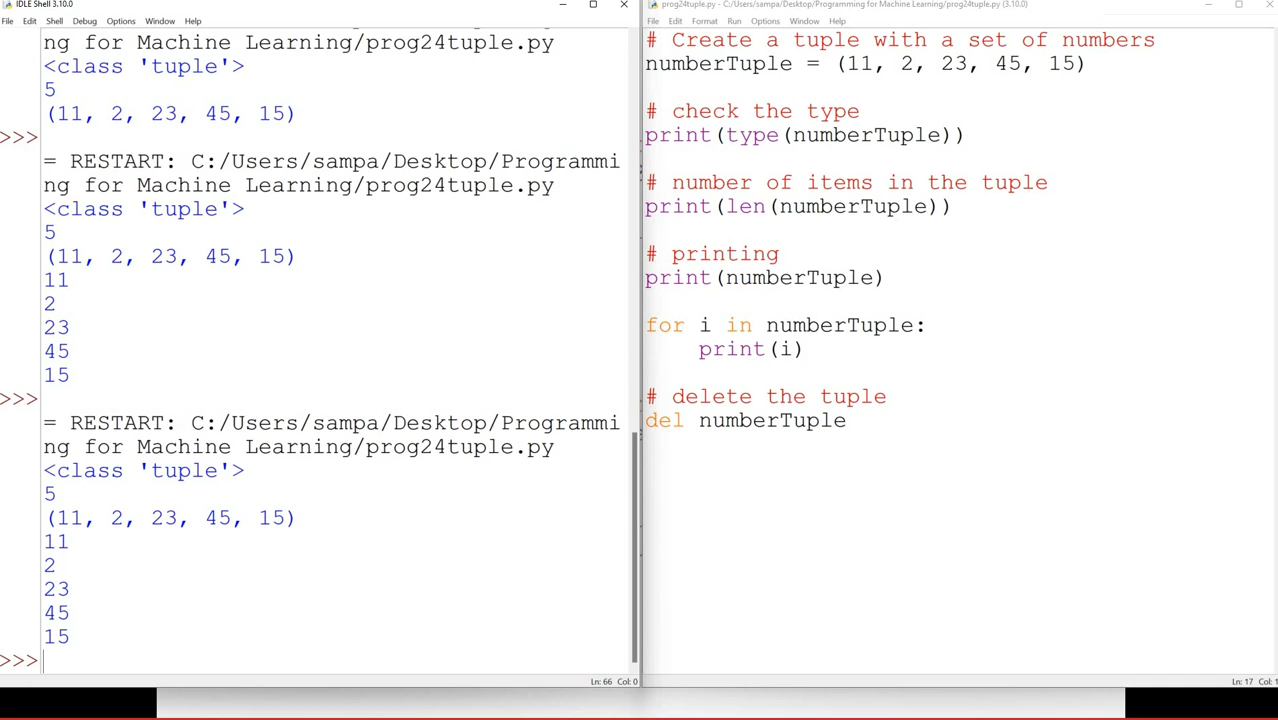 IDLE Shell 3.10.0
File Edit Shell Debug Options Window Help
ng for Machine Learning/prog24tuple.py
<class 'tuple'>
5
(11, 2, 23, 45, 15)
>>>
= RESTART: C:/Users/sampa/Desktop/Programmi
ng for Machine Learning/prog24tuple.py
<class 'tuple'>
5
(11, 2, 23, 45, 15)
11
2
23
45
15
>>>
= RESTART: C:/Users/sampa/Desktop/Programmi
ng for Machine Learning/prog24tuple.py
<class 'tuple'>
5
(11, 2, 23, 45, 15)
11
2
23
45
15
>>>
Ln: 66 Col: 0
prog24tuple.py - C:/Users/sampa/Desktop/Programming for Machine Learning/prog24tuple.py (3.10.0)
File Edit Format Run Options Window Help
# Create a tuple with a set of numbers
numberTuple = (11, 2, 23, 45, 15)
# check the type
print(type(numberTuple))
# number of items in the tuple
print(len(numberTuple))
# printing
print(numberTuple)
for i in numberTuple:
    print(i)
# delete the tuple
del numberTuple
Ln: 17 Col: 1